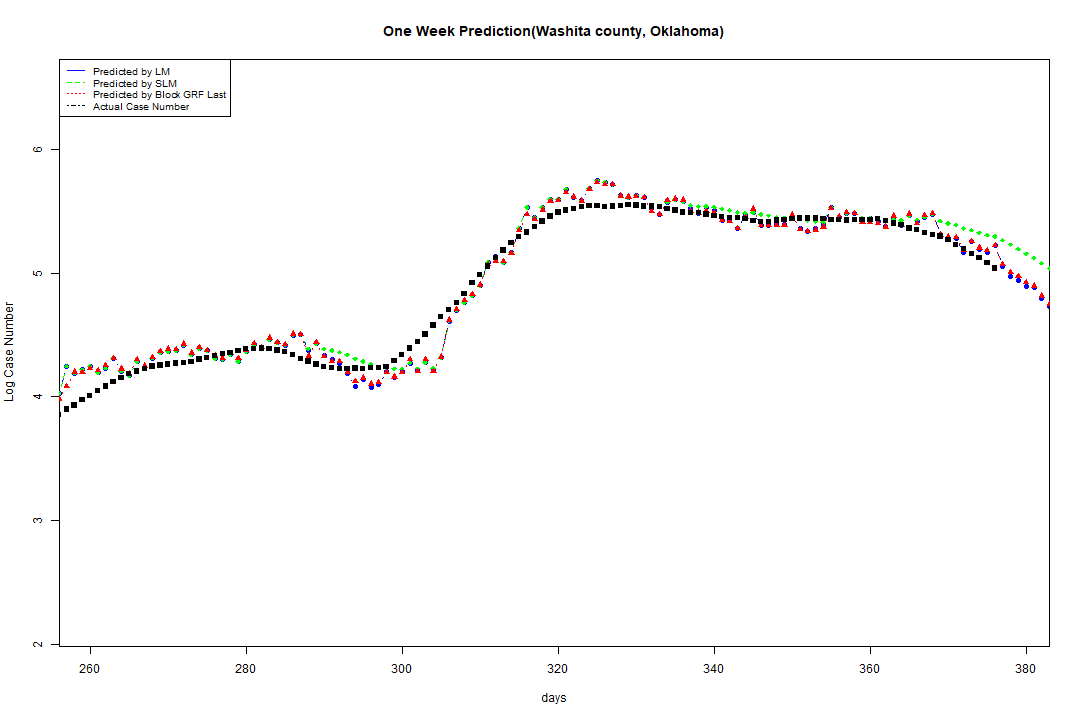 One Week Prediction(Washita county, Oklahoma)
Predicted by LM
Predicted by SLM
Predicted by Block GRF Last
Actual Case Number
Log Case Number
6
5
4
3
2
260 280 300 320 340 360 380
days